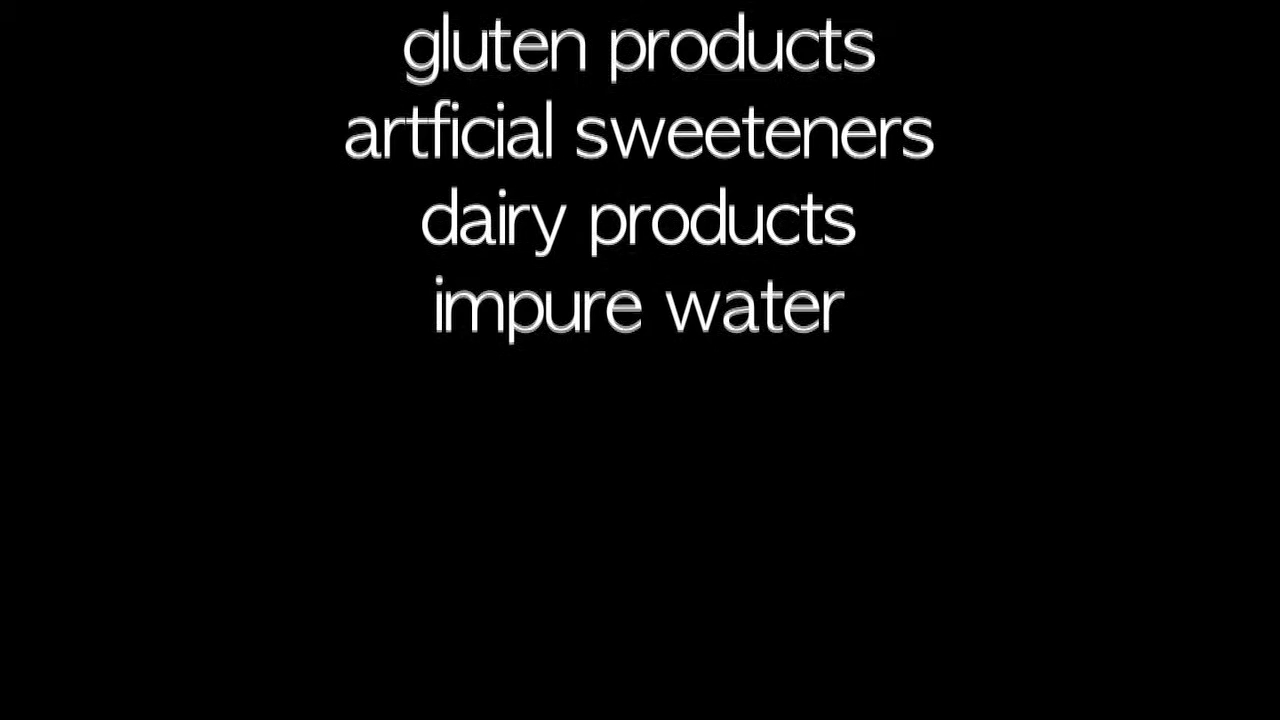 gluten products
artficial sweeteners
dairy products
impure water